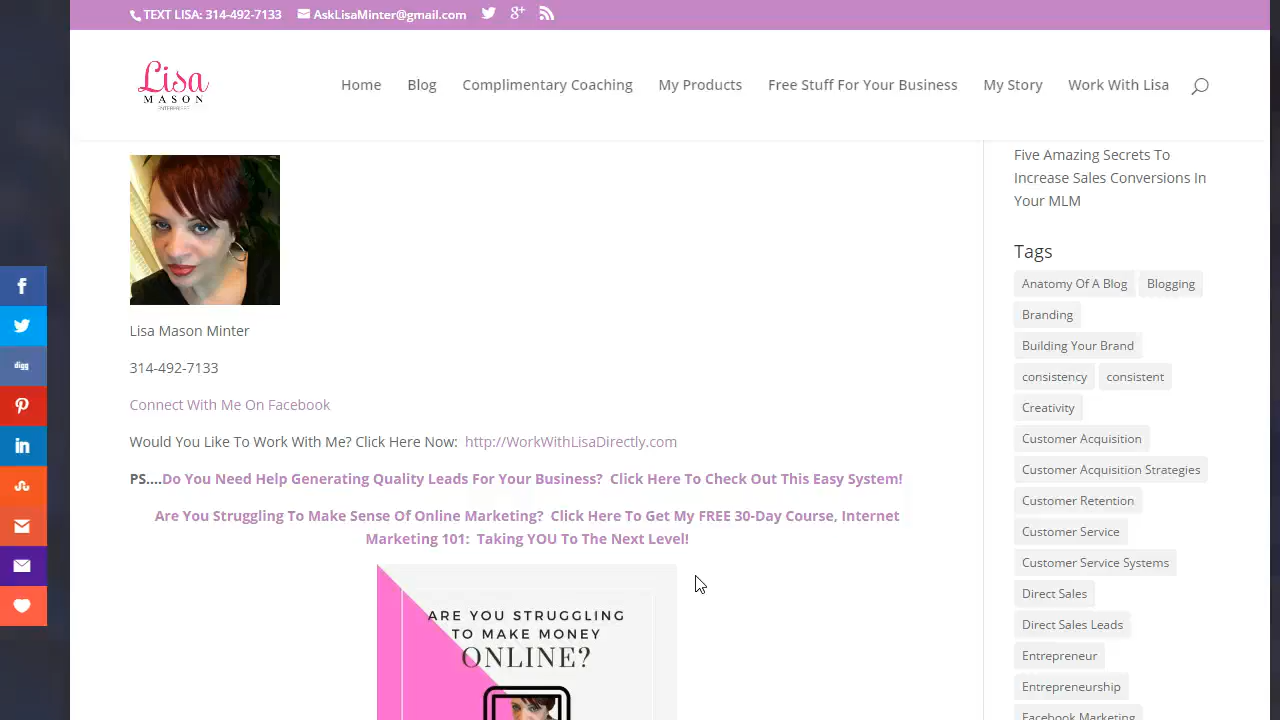 TEXT LISA: 314-492-7133 AskLisaMinter@gmail.com
Lisa
MASON
Home Blog Complimentary Coaching My Products Free Stuff For Your Business My Story Work With Lisa
Lisa Mason Minter
314-492-7133
Connect With Me On Facebook
Would You Like To Work With Me? Click Here Now: http://WorkWithLisaDirectly.com
PS....Do You Need Help Generating Quality Leads For Your Business? Click Here To Check Out This Easy System!
Are You Struggling To Make Sense Of Online Marketing? Click Here To Get My FREE 30-Day Course, Internet
Marketing 101: Taking YOU To The Next Level!
ARE YOU STRUGGLING
TO MAKE MONEY
ONLINE?
Five Amazing Secrets To
Increase Sales Conversions In
Your MLM
Tags
Anatomy Of A Blog Blogging
Branding
Building Your Brand
consistency consistent
Creativity
Customer Acquisition
Customer Acquisition Strategies
Customer Retention
Customer Service
Customer Service Systems
Direct Sales
Direct Sales Leads
Entrepreneur
Entrepreneurship
Facebook Marketing
digg